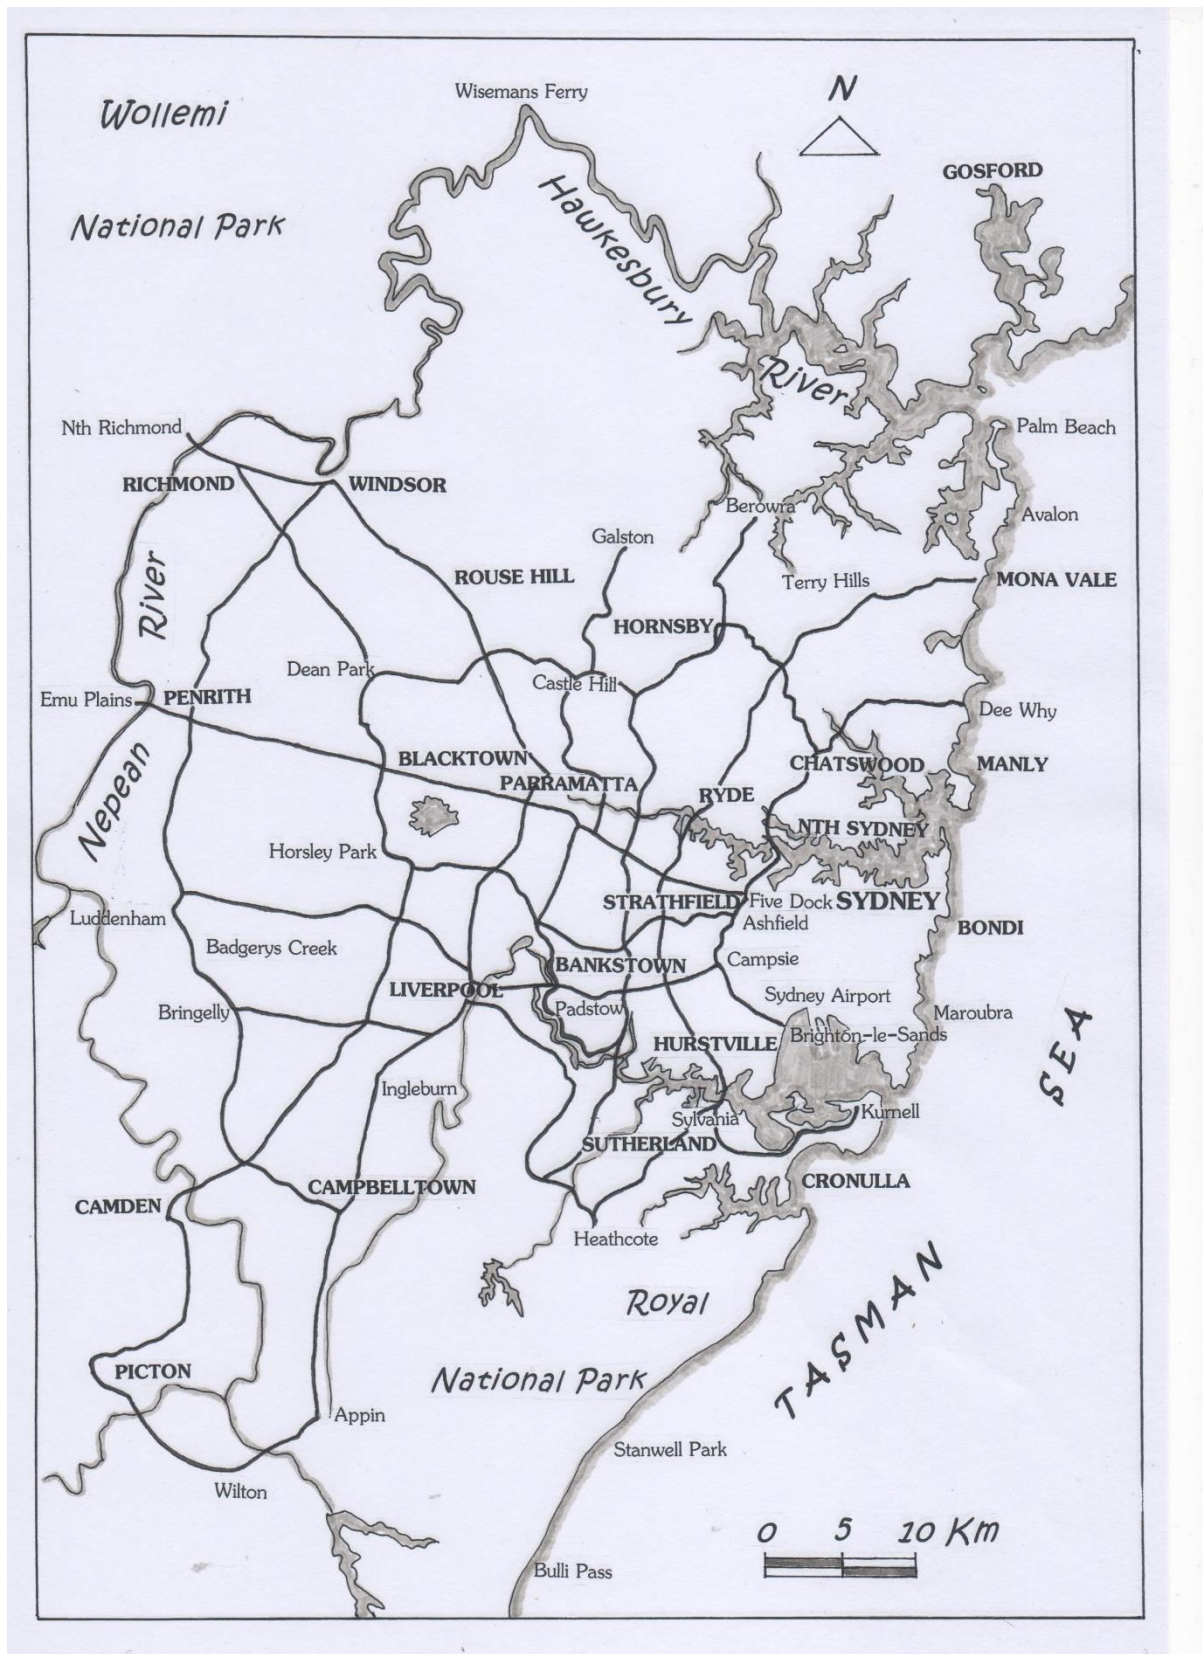 Wisemans Ferry
N
Wollemi
GOSFORD
National Park
Hawkesbury
River
Nth Richmond
Palm Beach
RICHMOND
WINDSOR
Berowra
Avalon
Galston
River
ROUSE HILL
Terry Hills
MONA VALE
HORNSBY
Dean Park
Castle Hill
Emu Plains
PENRITH
Dee Why
BLACKTOWN
CHATSWOOD
MANLY
PARRAMATTA
RYDE
Nepean
NTH SYDNEY
Horsley Park
STRATHFIELD
Five Dock
SYDNEY
Luddenham
Ashfield
BONDI
Badgerys Creek
BANKSTOWN
Campsie
LIVERPOOL
Sydney Airport
Bringelly
Padstow
Maroubra
Brighton-le-Sands
HURSTVILLE
SEA
Ingleburn
Sylvania
Kurnell
SUTHERLAND
CAMPBELLTOWN
CRONULLA
CAMDEN
Heathcote
Royal
TASMAN
PICTON
National Park
Appin
Stanwell Park
Wilton
0 5 10 Km
Bulli Pass